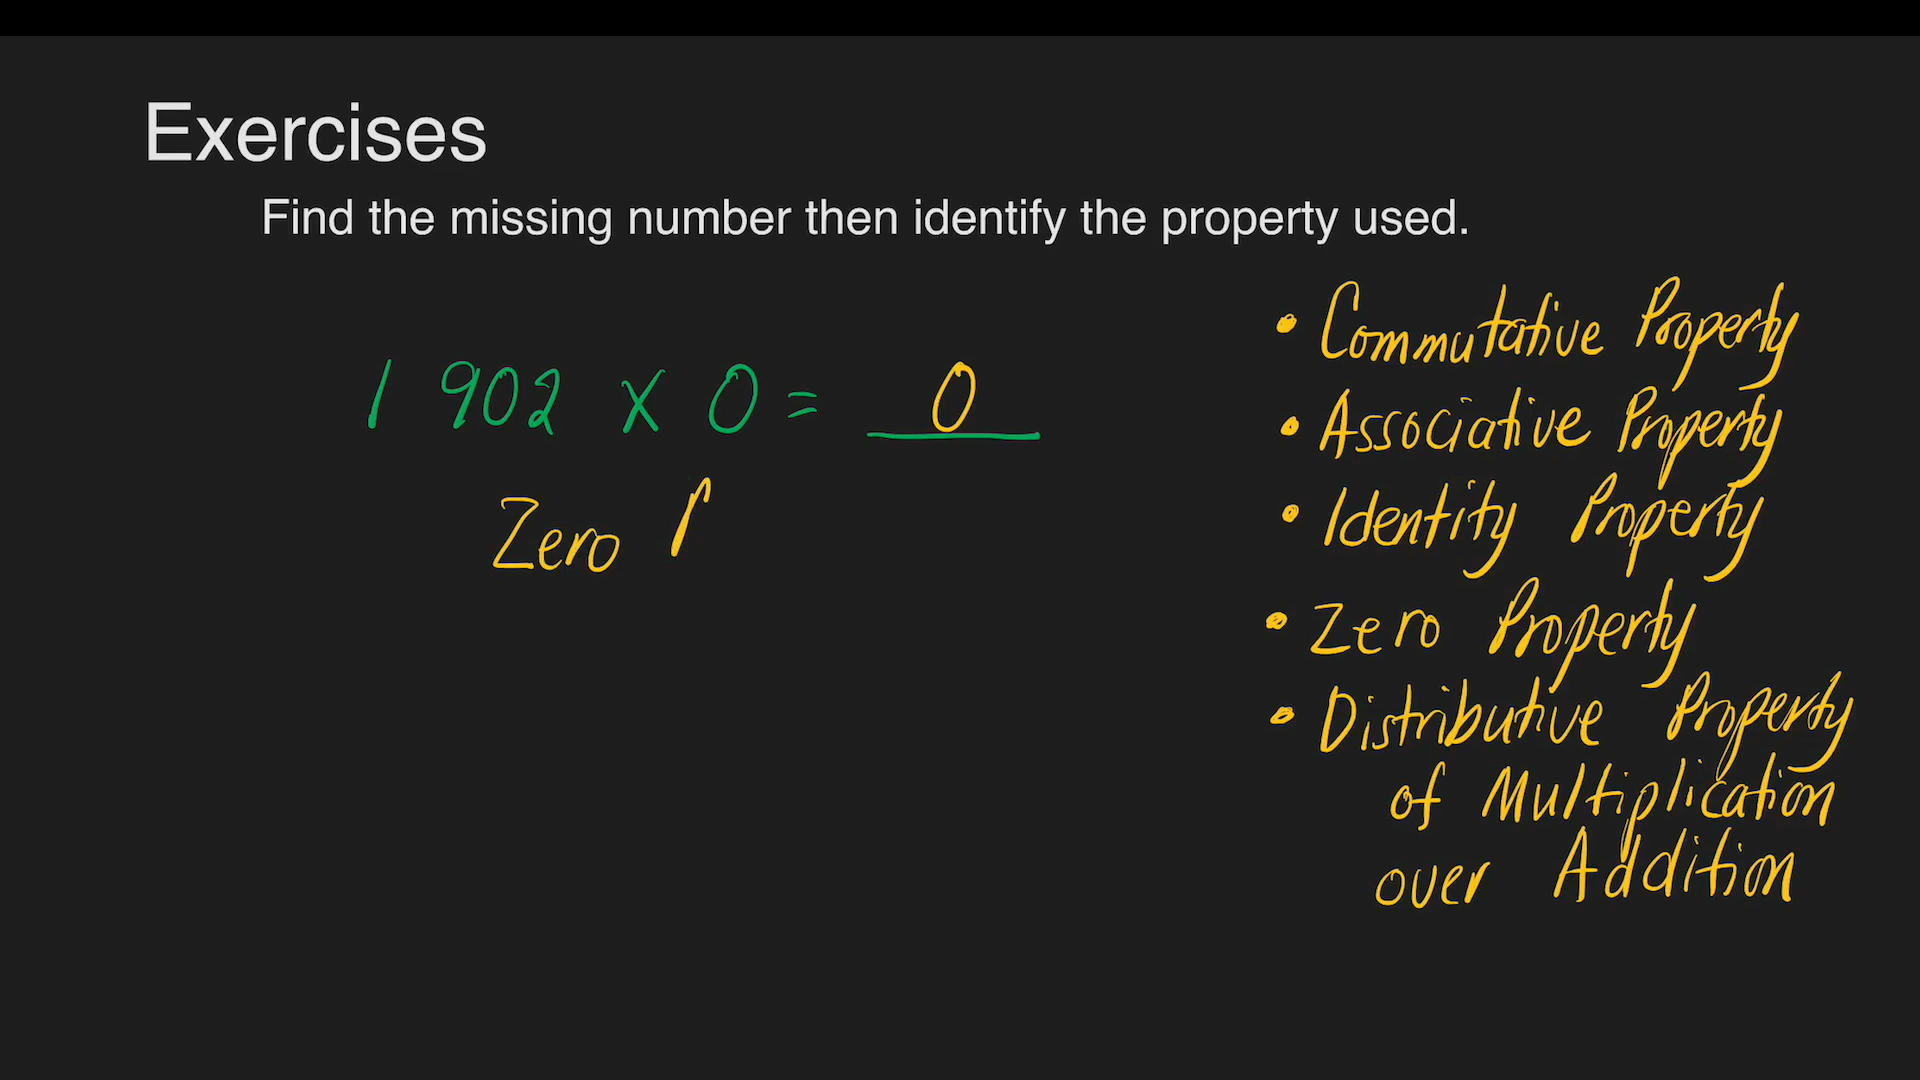 Exercises
Find the missing number then identify the property used.
1 902 x 0 = 0
Zero P
• Commutative Property
• Associative Property
• Identity Property
• Zero Property
• Distributive Property
of Multiplication
over Addition